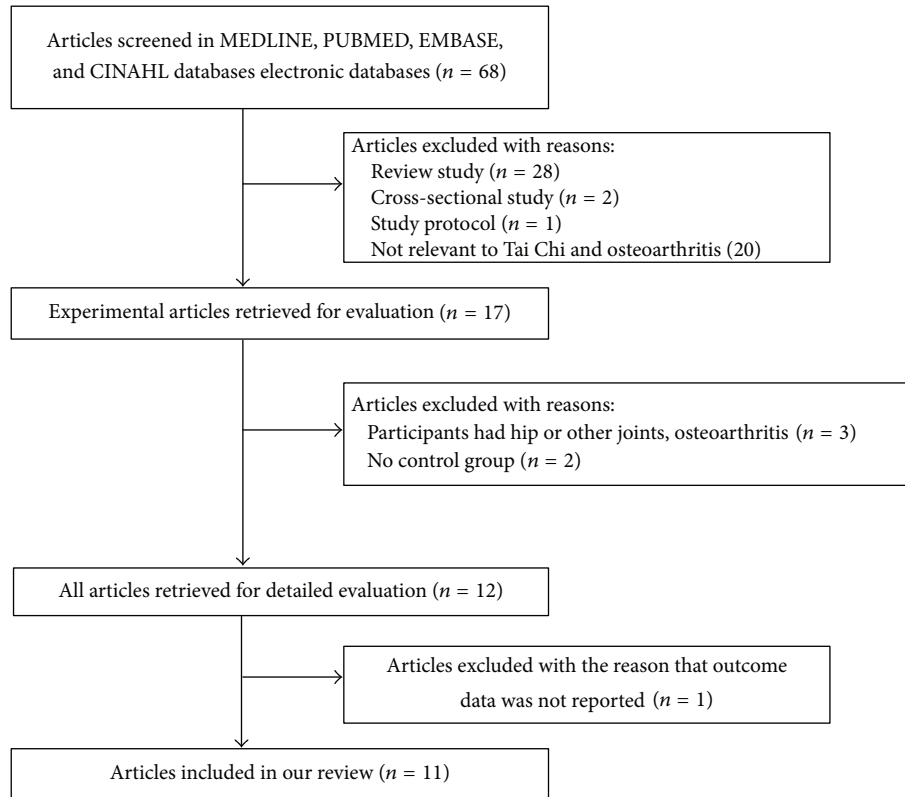 Articles screened in MEDLINE, PUBMED, EMBASE,
and CINAHL databases electronic databases (n = 68)
Articles excluded with reasons:
Review study (n = 28)
Cross-sectional study (n = 2)
Study protocol (n = 1)
Not relevant to Tai Chi and osteoarthritis (20)
Experimental articles retrieved for evaluation (n = 17)
Articles excluded with reasons:
Participants had hip or other joints, osteoarthritis (n = 3)
No control group (n = 2)
All articles retrieved for detailed evaluation (n = 12)
Articles excluded with the reason that outcome
data was not reported (n = 1)
Articles included in our review (n = 11)